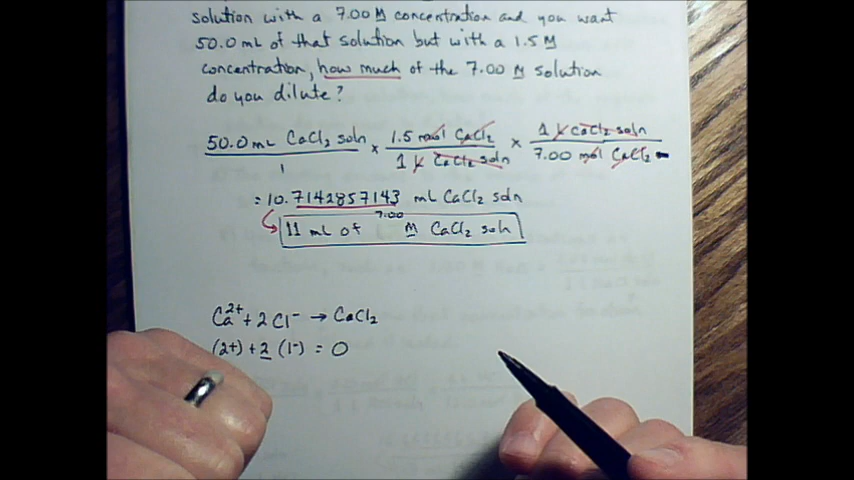 solution with a 7.00 M concentration and you want
50.0 mL of that solution but with a 1.5 M
concentration, how much of the 7.00 M solution
do you dilute?
50.0 mL CaCl₂ soln / 1 × 1.5 mol CaCl₂ / 1 L CaCl₂ soln × 1 L CaCl₂ soln / 7.00 mol CaCl₂
= 10.7142857143 mL CaCl₂ soln
11 mL of 7.00 M CaCl₂ soln
Ca²⁺ + 2 Cl⁻ → CaCl₂
(2+) + 2 (1-) = 0